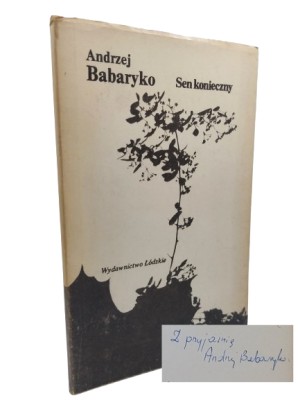 Andrzej
Babaryko
Sen konieczny
Wydawnictwo Łódzkie
Z przyjaźnią
Andrzej Babaryko